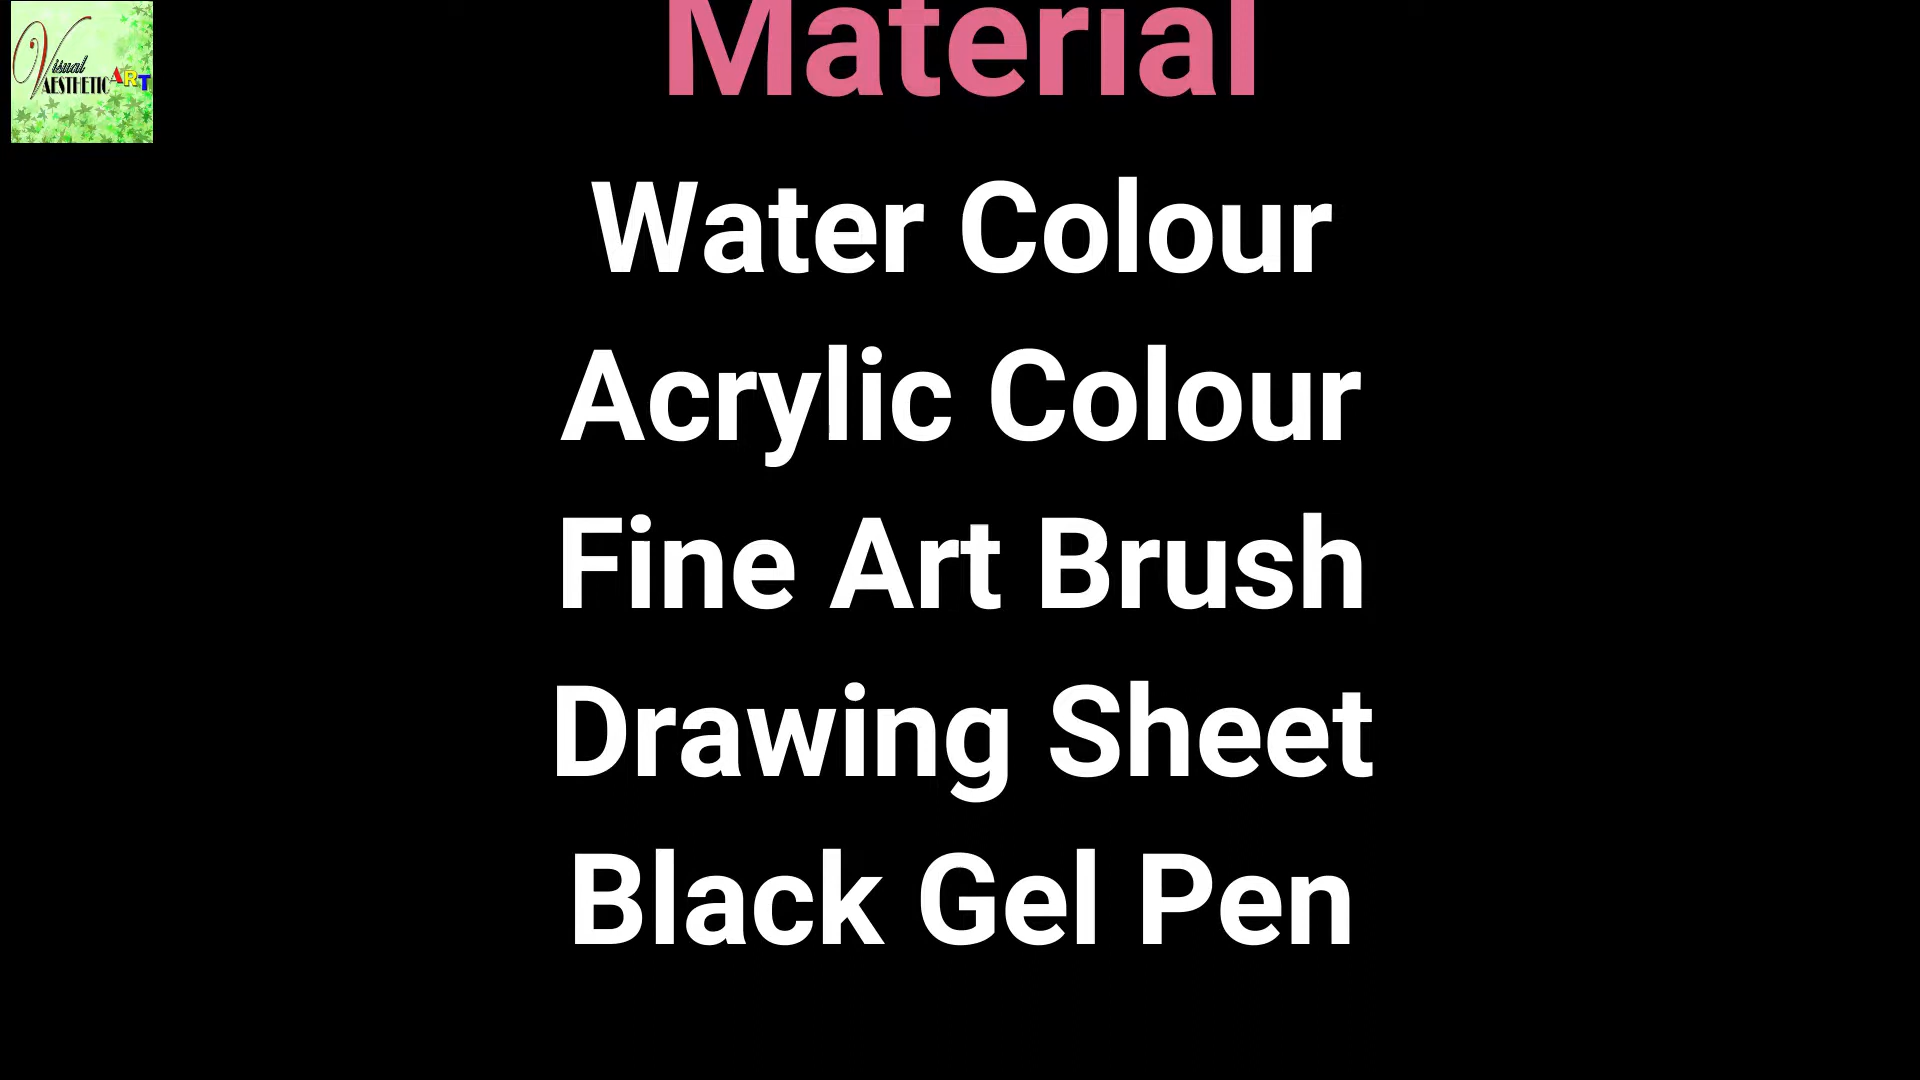 Material
Visual
AESTHETIC ART
Water Colour
Acrylic Colour
Fine Art Brush
Drawing Sheet
Black Gel Pen